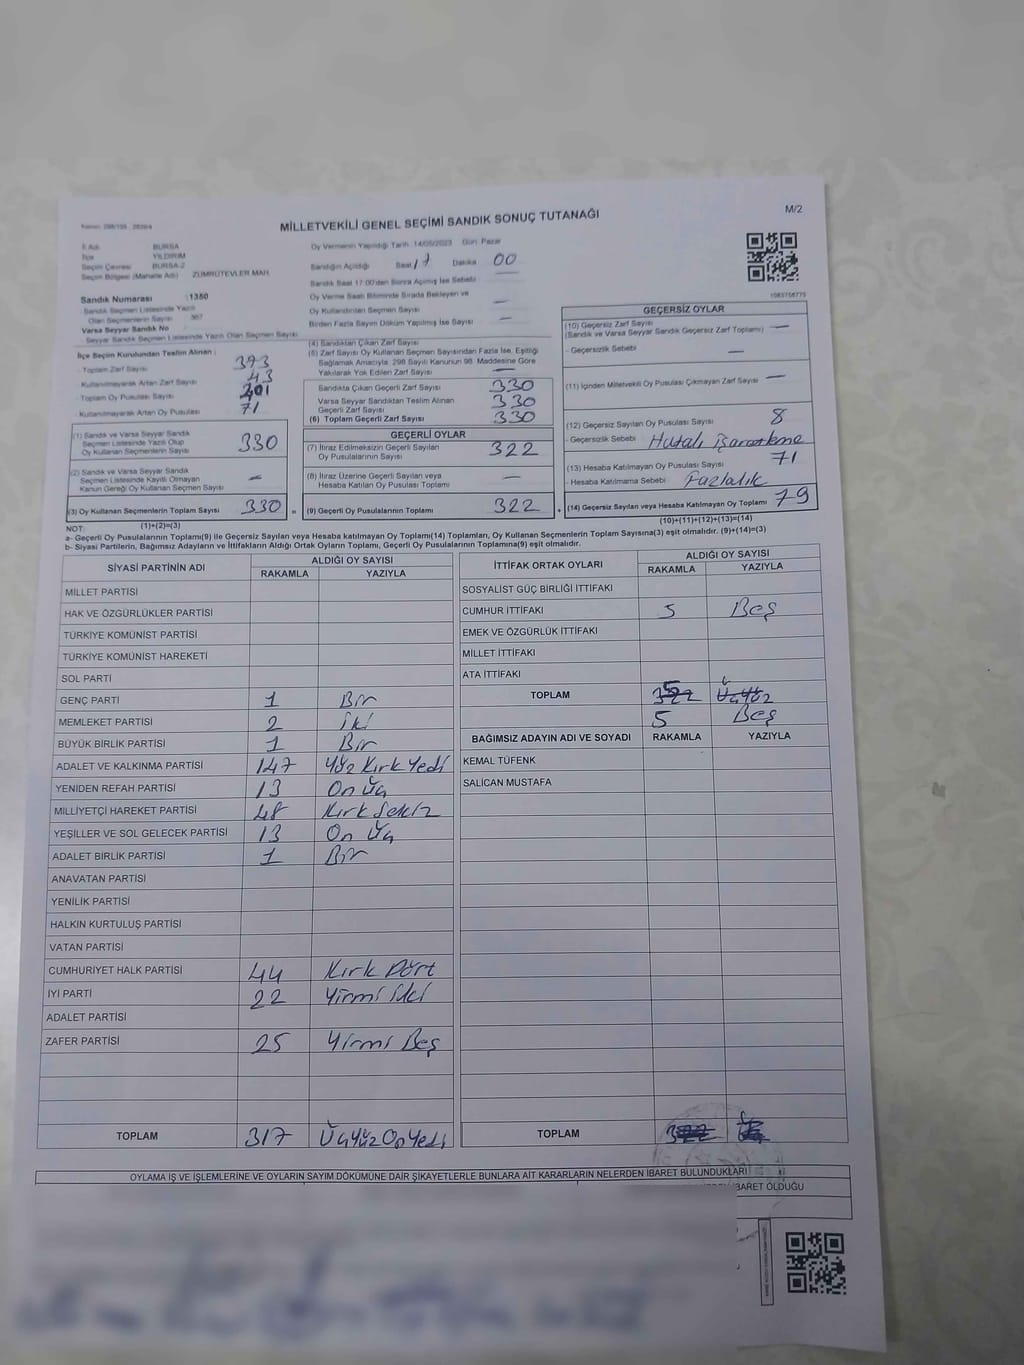 M/2
MİLLETVEKİLİ GENEL SEÇİMİ SANDIK SONUÇ TUTANAĞI
İl Adı BURSA
İlçe YILDIRIM
Seçim Çevresi BURSA-2
Seçim Bölgesi (Mahalle Adı) ZÜMRÜTEVLER MAH.
Sandık Numarası :1350
Sandık Seçmen Listesinde Yazılı
Olan Seçmenlerin Sayısı 367
Varsa Seyyar Sandık No
Seyyar Sandık Seçmen Listesinde Yazılı Olan Seçmen Sayısı
İlçe Seçim Kurulundan Teslim Alınan :
- Toplam Zarf Sayısı 393
- Kullanılmayarak Artan Zarf Sayısı 43
- Toplam Oy Pusulası Sayısı
- Kullanılmayarak Artan Oy Pusulası 71
Oy Vermenin Yapıldığı Tarih 14/05/2023 Gün: Pazar
Sandığın Açıldığı Saat 17 Dakika 00
Sandık Saat 17:00'den Sonra Açılmış İse Sebebi
Oy Verme Saati Bitiminde Sırada Bekleyen ve
Oy Kullandırılan Seçmen Sayısı —
Birden Fazla Sayım Döküm Yapılmış İse Sayısı —
(4) Sandıktan Çıkan Zarf Sayısı
(5) Zarf Sayısı Oy Kullanan Seçmen Sayısından Fazla İse, Eşitliği
Sağlamak Amacıyla; 298 Sayılı Kanunun 98. Maddesine Göre
Yakılarak Yok Edilen Zarf Sayısı —
Sandıkta Çıkan Geçerli Zarf Sayısı 330
Varsa Seyyar Sandıktan Teslim Alınan
Geçerli Zarf Sayısı 330
(6) Toplam Geçerli Zarf Sayısı 330
GEÇERSİZ OYLAR
(10) Geçersiz Zarf Sayısı
(Sandık ve Varsa Seyyar Sandık Geçersiz Zarf Toplamı) —
- Geçersizlik Sebebi —
(11) İçinden Milletvekili Oy Pusulası Çıkmayan Zarf Sayısı —
(12) Geçersiz Sayılan Oy Pusulası Sayısı 8
- Geçersizlik Sebebi Hatalı işaretleme
(13) Hesaba Katılmayan Oy Pusulası Sayısı 71
- Hesaba Katılmama Sebebi Fazlalık
(14) Geçersiz Sayılan veya Hesaba Katılmayan Oy Toplamı 79
(10)+(11)+(12)+(13)=(14)
(1) Sandık ve Varsa Seyyar Sandık
Seçmen Listesinde Yazılı Olup
Oy Kullanan Seçmenlerin Sayısı 330
(2) Sandık ve Varsa Seyyar Sandık
Seçmen Listesinde Kayıtlı Olmayan
Kanun Gereği Oy Kullanan Seçmen Sayısı —
(3) Oy Kullanan Seçmenlerin Toplam Sayısı 330 =
GEÇERLİ OYLAR
(7) İtiraz Edilmeksizin Geçerli Sayılan
Oy Pusulalarının Sayısı 322
(8) İtiraz Üzerine Geçerli Sayılan veya
Hesaba Katılan Oy Pusulası Toplamı —
(9) Geçerli Oy Pusulalarının Toplamı 322 +
NOT: (1)+(2)=(3)
a- Geçerli Oy Pusulalarının Toplamı(9) ile Geçersiz Sayılan veya Hesaba katılmayan Oy Toplamı(14) Toplamları, Oy Kullanan Seçmenlerin Toplam Sayısına(3) eşit olmalıdır. (9)+(14)=(3)
b- Siyasi Partilerin, Bağımsız Adayların ve İttifakların Aldığı Ortak Oyların Toplamı, Geçerli Oy Pusulalarının Toplamına(9) eşit olmalıdır.
SİYASİ PARTİNİN ADI ALDIĞI OY SAYISI
RAKAMLA YAZIYLA
MİLLET PARTİSİ
HAK VE ÖZGÜRLÜKLER PARTİSİ
TÜRKİYE KOMÜNİST PARTİSİ
TÜRKİYE KOMÜNİST HAREKETİ
SOL PARTİ
GENÇ PARTİ 1 Bir
MEMLEKET PARTİSİ 2 iki
BÜYÜK BİRLİK PARTİSİ 1 Bir
ADALET VE KALKINMA PARTİSİ 147 Yüz Kırk Yedi
YENİDEN REFAH PARTİSİ 13 On Üç
MİLLİYETÇİ HAREKET PARTİSİ 48 Kırk Sekiz
YEŞİLLER VE SOL GELECEK PARTİSİ 13 On Üç
ADALET BİRLİK PARTİSİ 1 Bir
ANAVATAN PARTİSİ
YENİLİK PARTİSİ
HALKIN KURTULUŞ PARTİSİ
VATAN PARTİSİ
CUMHURİYET HALK PARTİSİ 44 Kırk Dört
İYİ PARTİ 22 Yirmi iki
ADALET PARTİSİ
ZAFER PARTİSİ 25 Yirmi Beş
TOPLAM 317 Üçyüz Onyedi
İTTİFAK ORTAK OYLARI ALDIĞI OY SAYISI
RAKAMLA YAZIYLA
SOSYALİST GÜÇ BİRLİĞİ İTTİFAKI
CUMHUR İTTİFAKI 5 Beş
EMEK VE ÖZGÜRLÜK İTTİFAKI
MİLLET İTTİFAKI
ATA İTTİFAKI
TOPLAM
5 Beş
BAĞIMSIZ ADAYIN ADI VE SOYADI RAKAMLA YAZIYLA
KEMAL TÜFENK
SALİCAN MUSTAFA
TOPLAM
OYLAMA İŞ VE İŞLEMLERİNE VE OYLARIN SAYIM DÖKÜMÜNE DAİR ŞİKAYETLERLE BUNLARA AİT KARARLARIN NELERDEN İBARET BULUNDUKLARI
İBARET OLDUĞU